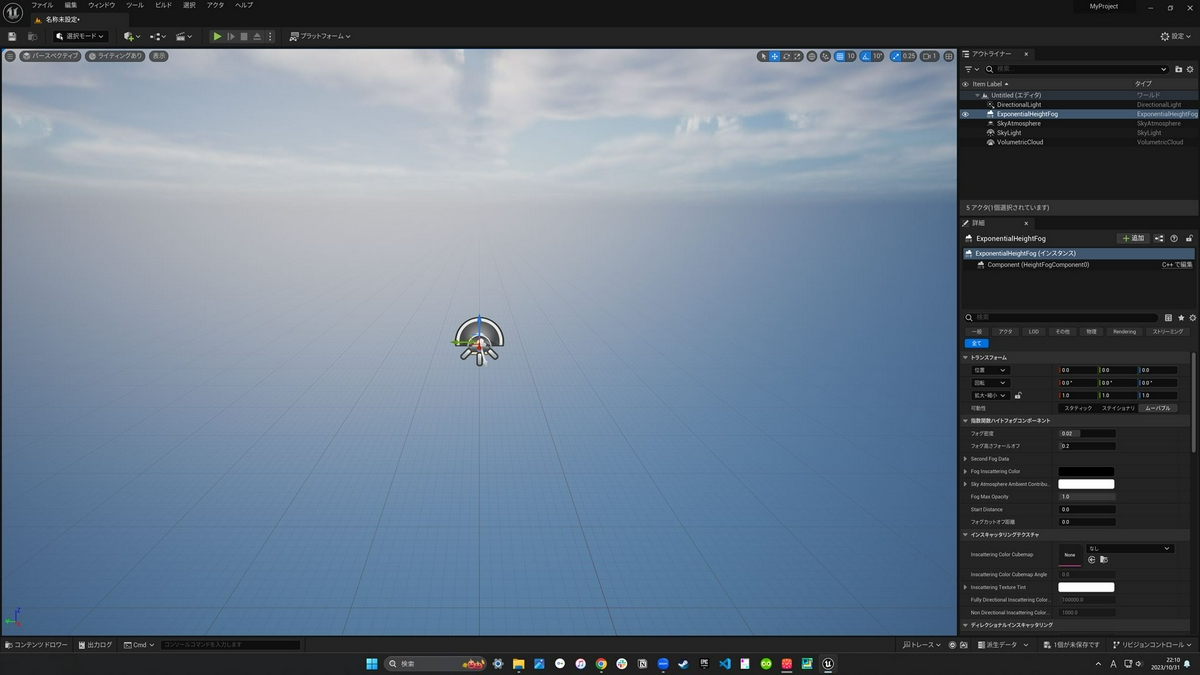 ファイル 編集 ウィンドウ ツール ビルド 選択 アクタ ヘルプ
MyProject
名称未設定•
選択モード
プラットフォーム
設定
パースペクティブ ライティングあり 表示
10 10° 0.25 1
アウトライナー
検索...
Item Label タイプ
Untitled (エディタ) ワールド
DirectionalLight DirectionalLight
ExponentialHeightFog ExponentialHeightFog
SkyAtmosphere SkyAtmosphere
SkyLight SkyLight
VolumetricCloud VolumetricCloud
5 アクタ(1個選択されています)
詳細
ExponentialHeightFog
追加
ExponentialHeightFog (インスタンス)
Component (HeightFogComponent0) C++ で編集
検索
一般 アクタ LOD その他 物理 Rendering ストリーミング
全て
トランスフォーム
位置 0.0 0.0 0.0
回転 0.0 ° 0.0 ° 0.0 °
拡大・縮小 1.0 1.0 1.0
可動性 スタティック ステイショナリ ムーバブル
指数関数ハイトフォグコンポーネント
フォグ密度 0.02
フォグ高さフォールオフ 0.2
Second Fog Data
Fog Inscattering Color
Sky Atmosphere Ambient Contribu...
Fog Max Opacity 1.0
Start Distance 0.0
フォグカットオフ距離 0.0
インスキャッタリングテクスチャ
Inscattering Color Cubemap None なし
Inscattering Color Cubemap Angle 0.0
Inscattering Texture Tint
Fully Directional Inscattering Color... 100000.0
Non Directional Inscattering Color... 1000.0
ディレクショナルインスキャッタリング
コンテンツドロワー 出力ログ Cmd コンソールコマンドを入力します
トレース 派生データ 1個が未保存です リビジョンコントロール
検索
A
22:10
2023/10/31